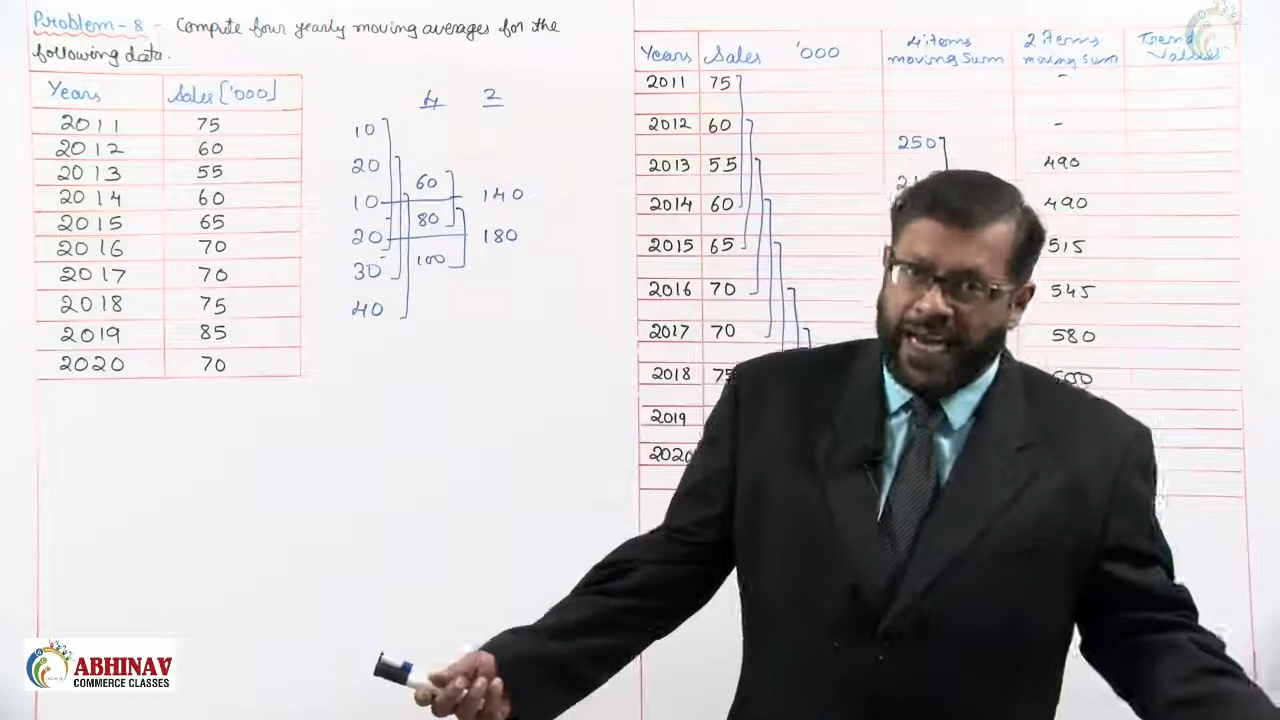 Problem-8 - Compute four yearly moving averages for the
following data.
Years Sales ['000]
2011 75
2012 60
2013 55
2014 60
2015 65
2016 70
2017 70
2018 75
2019 85
2020 70
4 2
10
20
10
20
30
40
60
80
100
140
180
Years Sales '000 4 items moving Sum 2 items moving Sum Trend Values
2011 75 -
2012 60 -
250
2013 55 490
2014 60 490
2015 65 515
2016 70 545
2017 70 580
2018 75 600
2019
2020
ABHINAV
COMMERCE CLASSES